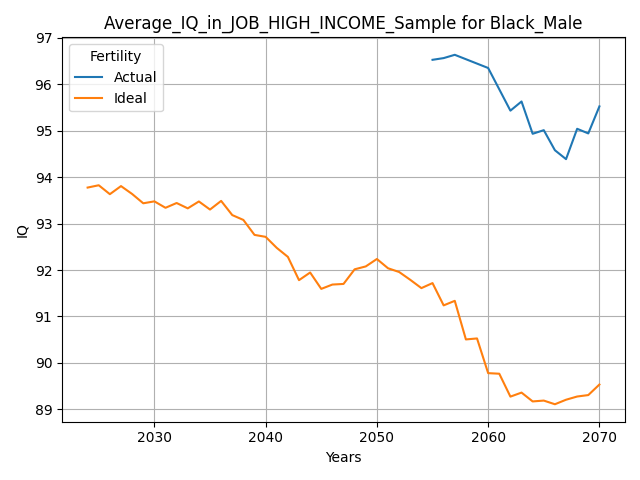 Average_IQ_in_JOB_HIGH_INCOME_Sample for Black_Male
97
96
95
94
93
92
91
90
89
IQ
Fertility
Actual
Ideal
2030
2040
2050
2060
2070
Years